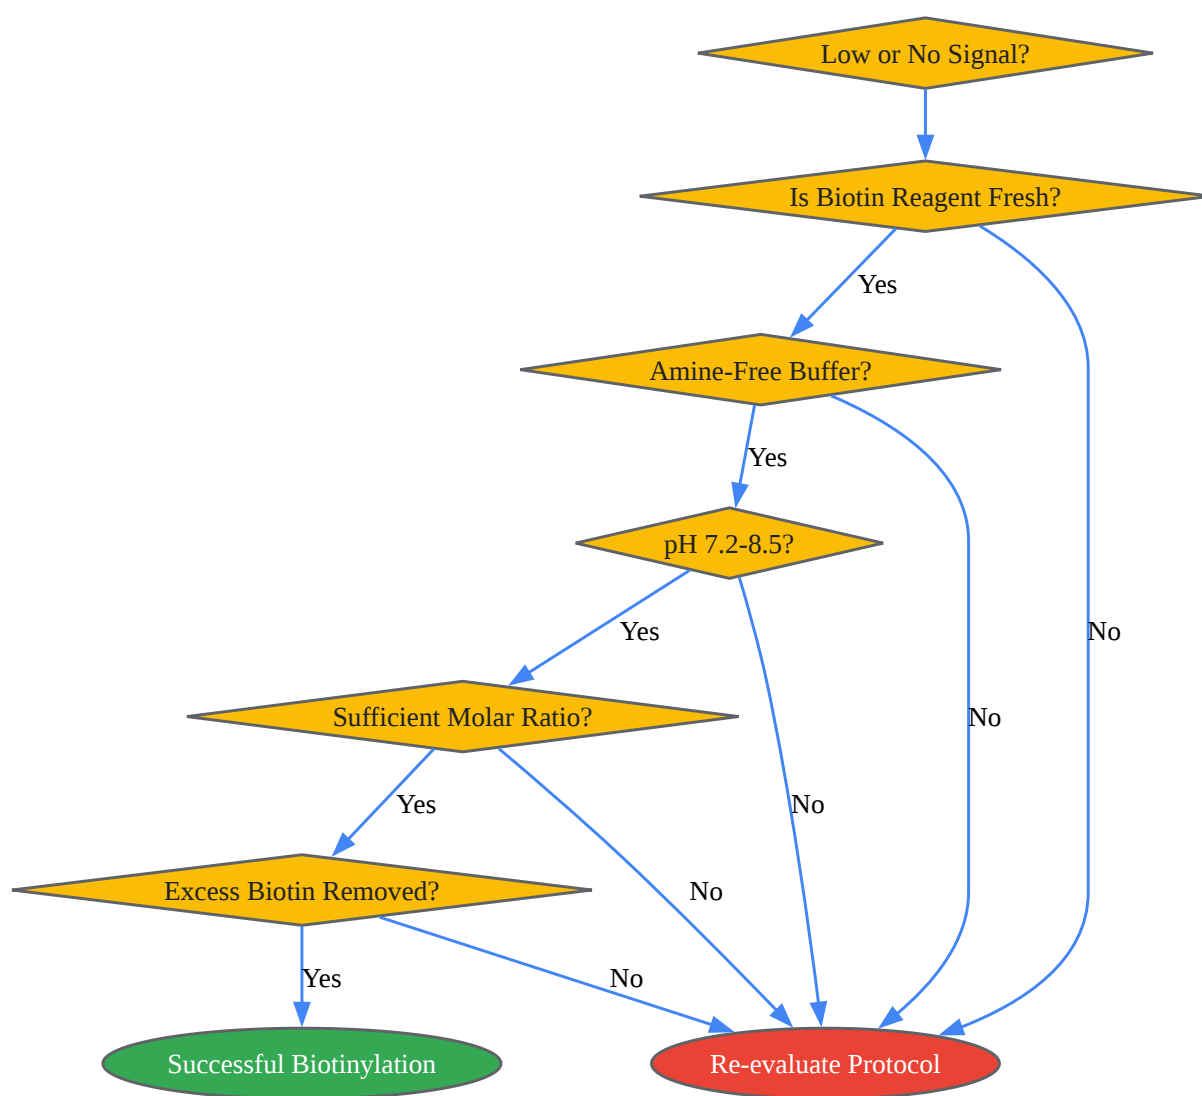 Low or No Signal?
Is Biotin Reagent Fresh?
Yes
Amine-Free Buffer?
Yes
pH 7.2-8.5?
Yes
No
Sufficient Molar Ratio?
No
Yes
No
Excess Biotin Removed?
No
Yes
No
Successful Biotinylation
Re-evaluate Protocol